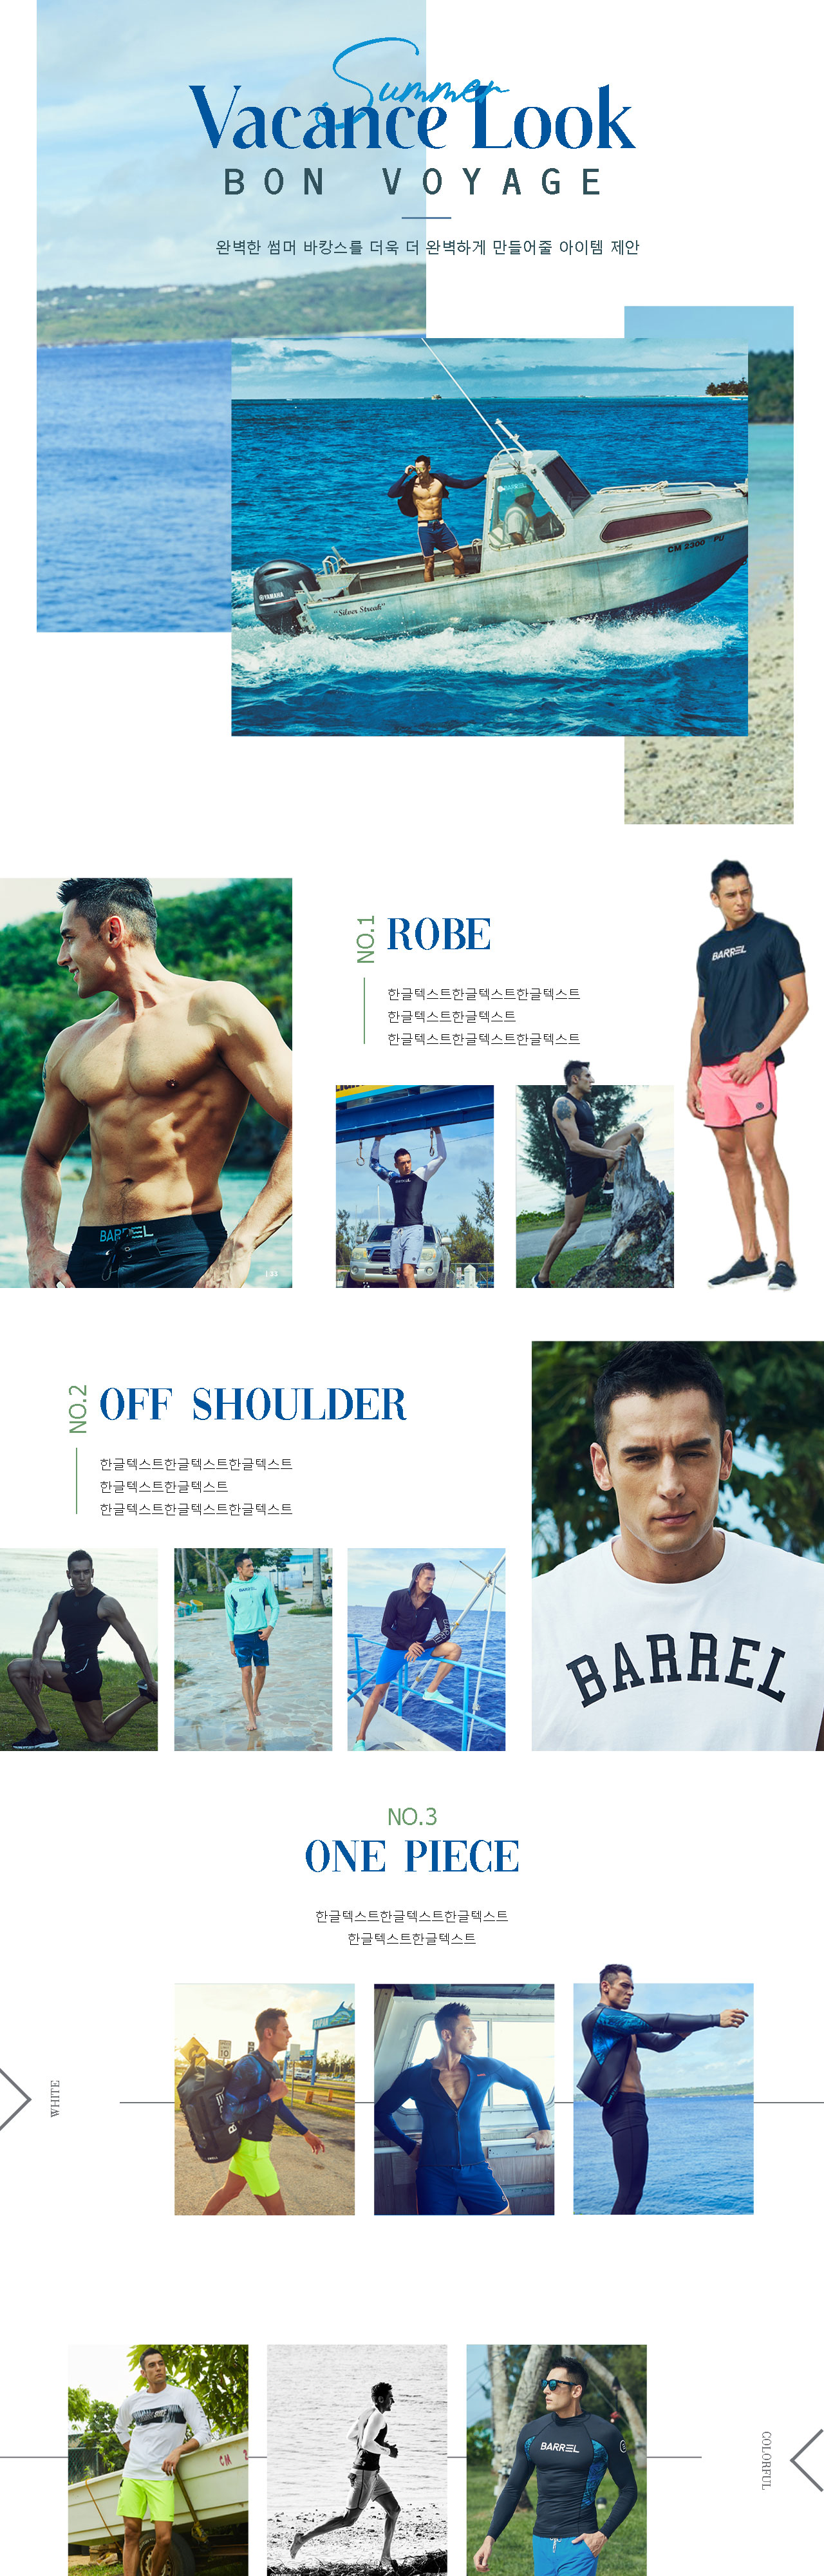 Summer
Vacance Look
BON VOYAGE
완벽한 썸머 바캉스를 더욱 더 완벽하게 만들어줄 아이템 제안
BARREL
CM 2300 PU
YAMAHA
"Silver Streak"
NO.1
ROBE
한글텍스트한글텍스트한글텍스트
한글텍스트한글텍스트
한글텍스트한글텍스트한글텍스트
BARREL
BARREL
NO.2
OFF SHOULDER
한글텍스트한글텍스트한글텍스트
한글텍스트한글텍스트
한글텍스트한글텍스트한글텍스트
BARREL
BARREL
NO.3
ONE PIECE
한글텍스트한글텍스트한글텍스트
한글텍스트한글텍스트
WHITE
CM
BARREL
COLORFUL